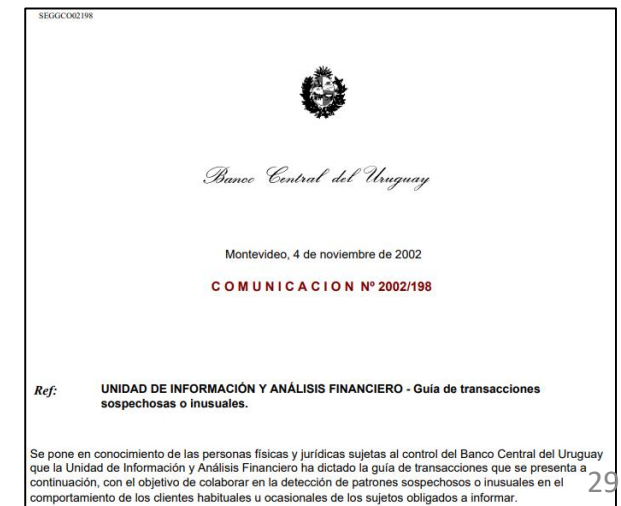 SEGGCO02198
Banco Central del Uruguay
Montevideo, 4 de noviembre de 2002
C O M U N I C A C I O N Nº 2002/198
Ref: UNIDAD DE INFORMACIÓN Y ANÁLISIS FINANCIERO - Guía de transacciones
sospechosas o inusuales.
Se pone en conocimiento de las personas físicas y jurídicas sujetas al control del Banco Central del Uruguay
que la Unidad de Información y Análisis Financiero ha dictado la guía de transacciones que se presenta a
continuación, con el objetivo de colaborar en la detección de patrones sospechosos o inusuales en el
comportamiento de los clientes habituales u ocasionales de los sujetos obligados a informar.
29